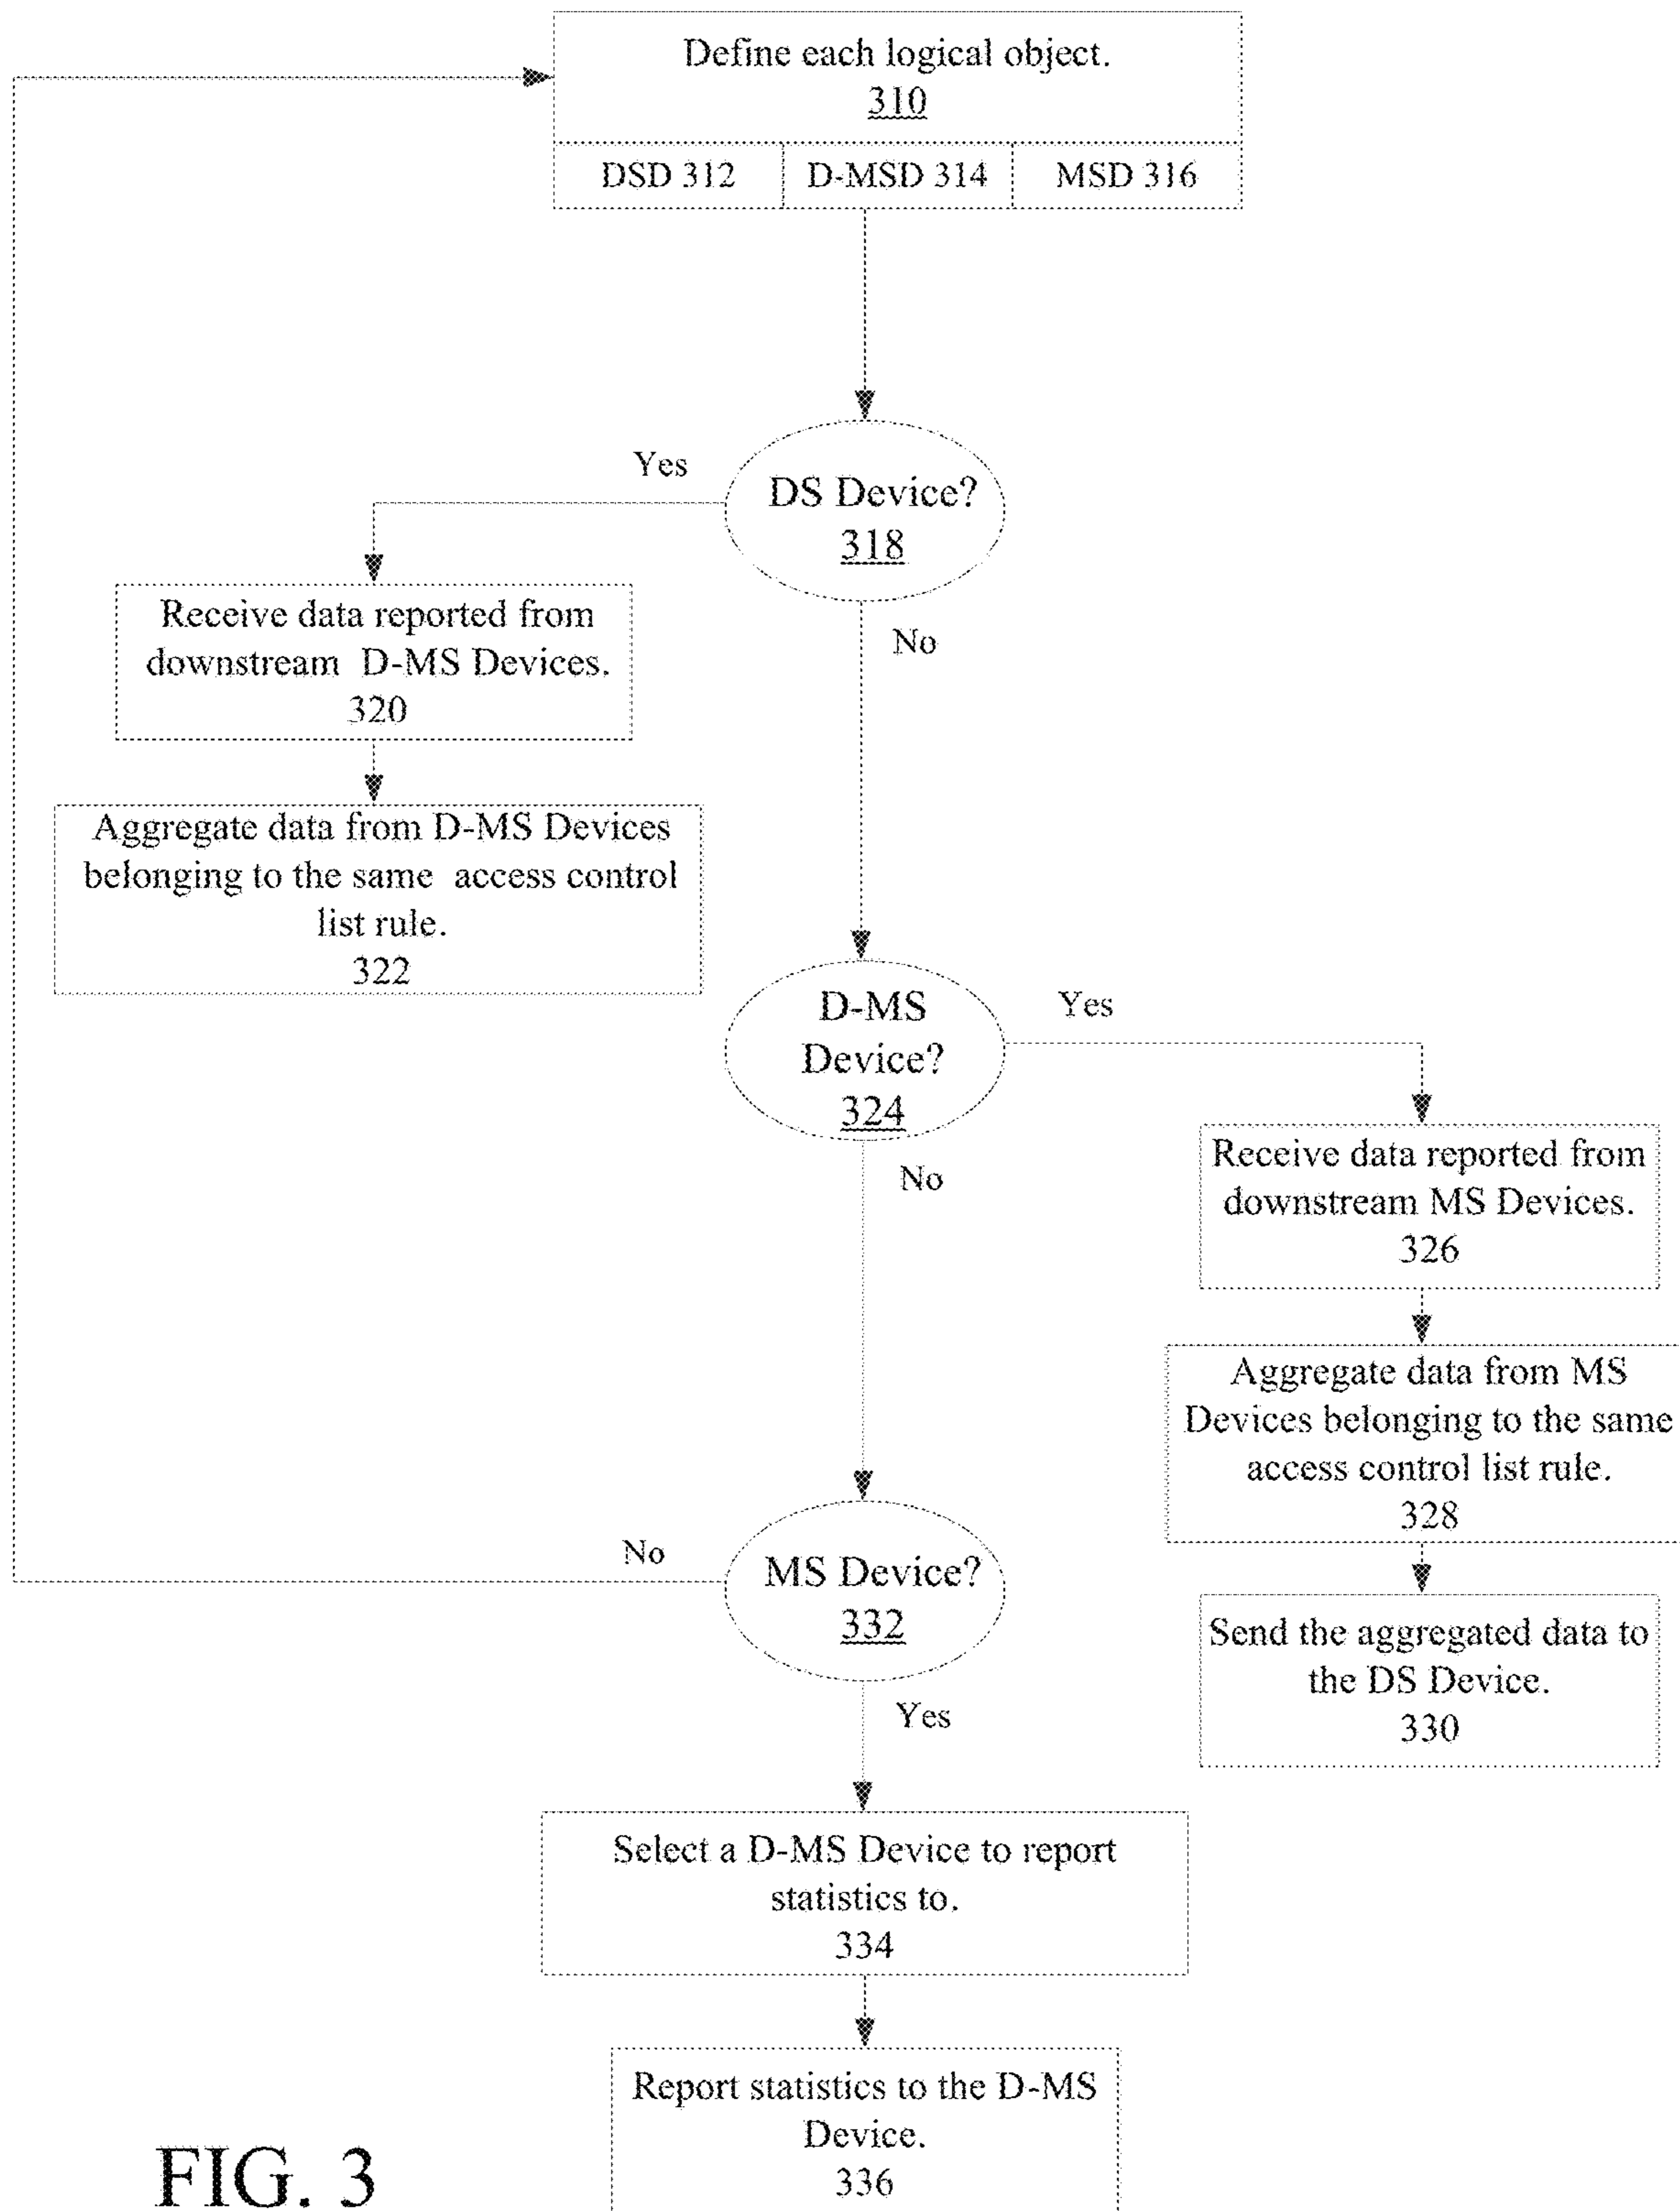 Define each logical object.
310
DSD 312
D-MSD 314
MSD 316
Yes
DS Device?
318
No
Receive data reported from
downstream D-MS Devices.
320
Aggregate data from D-MS Devices
belonging to the same access control
list rule.
322
D-MS
Device?
324
Yes
No
Receive data reported from
downstream MS Devices.
326
Aggregate data from MS
Devices belonging to the same
access control list rule.
328
No
MS Device?
332
Yes
Send the aggregated data to
the DS Device.
330
Select a D-MS Device to report
statistics to.
334
Report statistics to the D-MS
Device.
336
FIG. 3